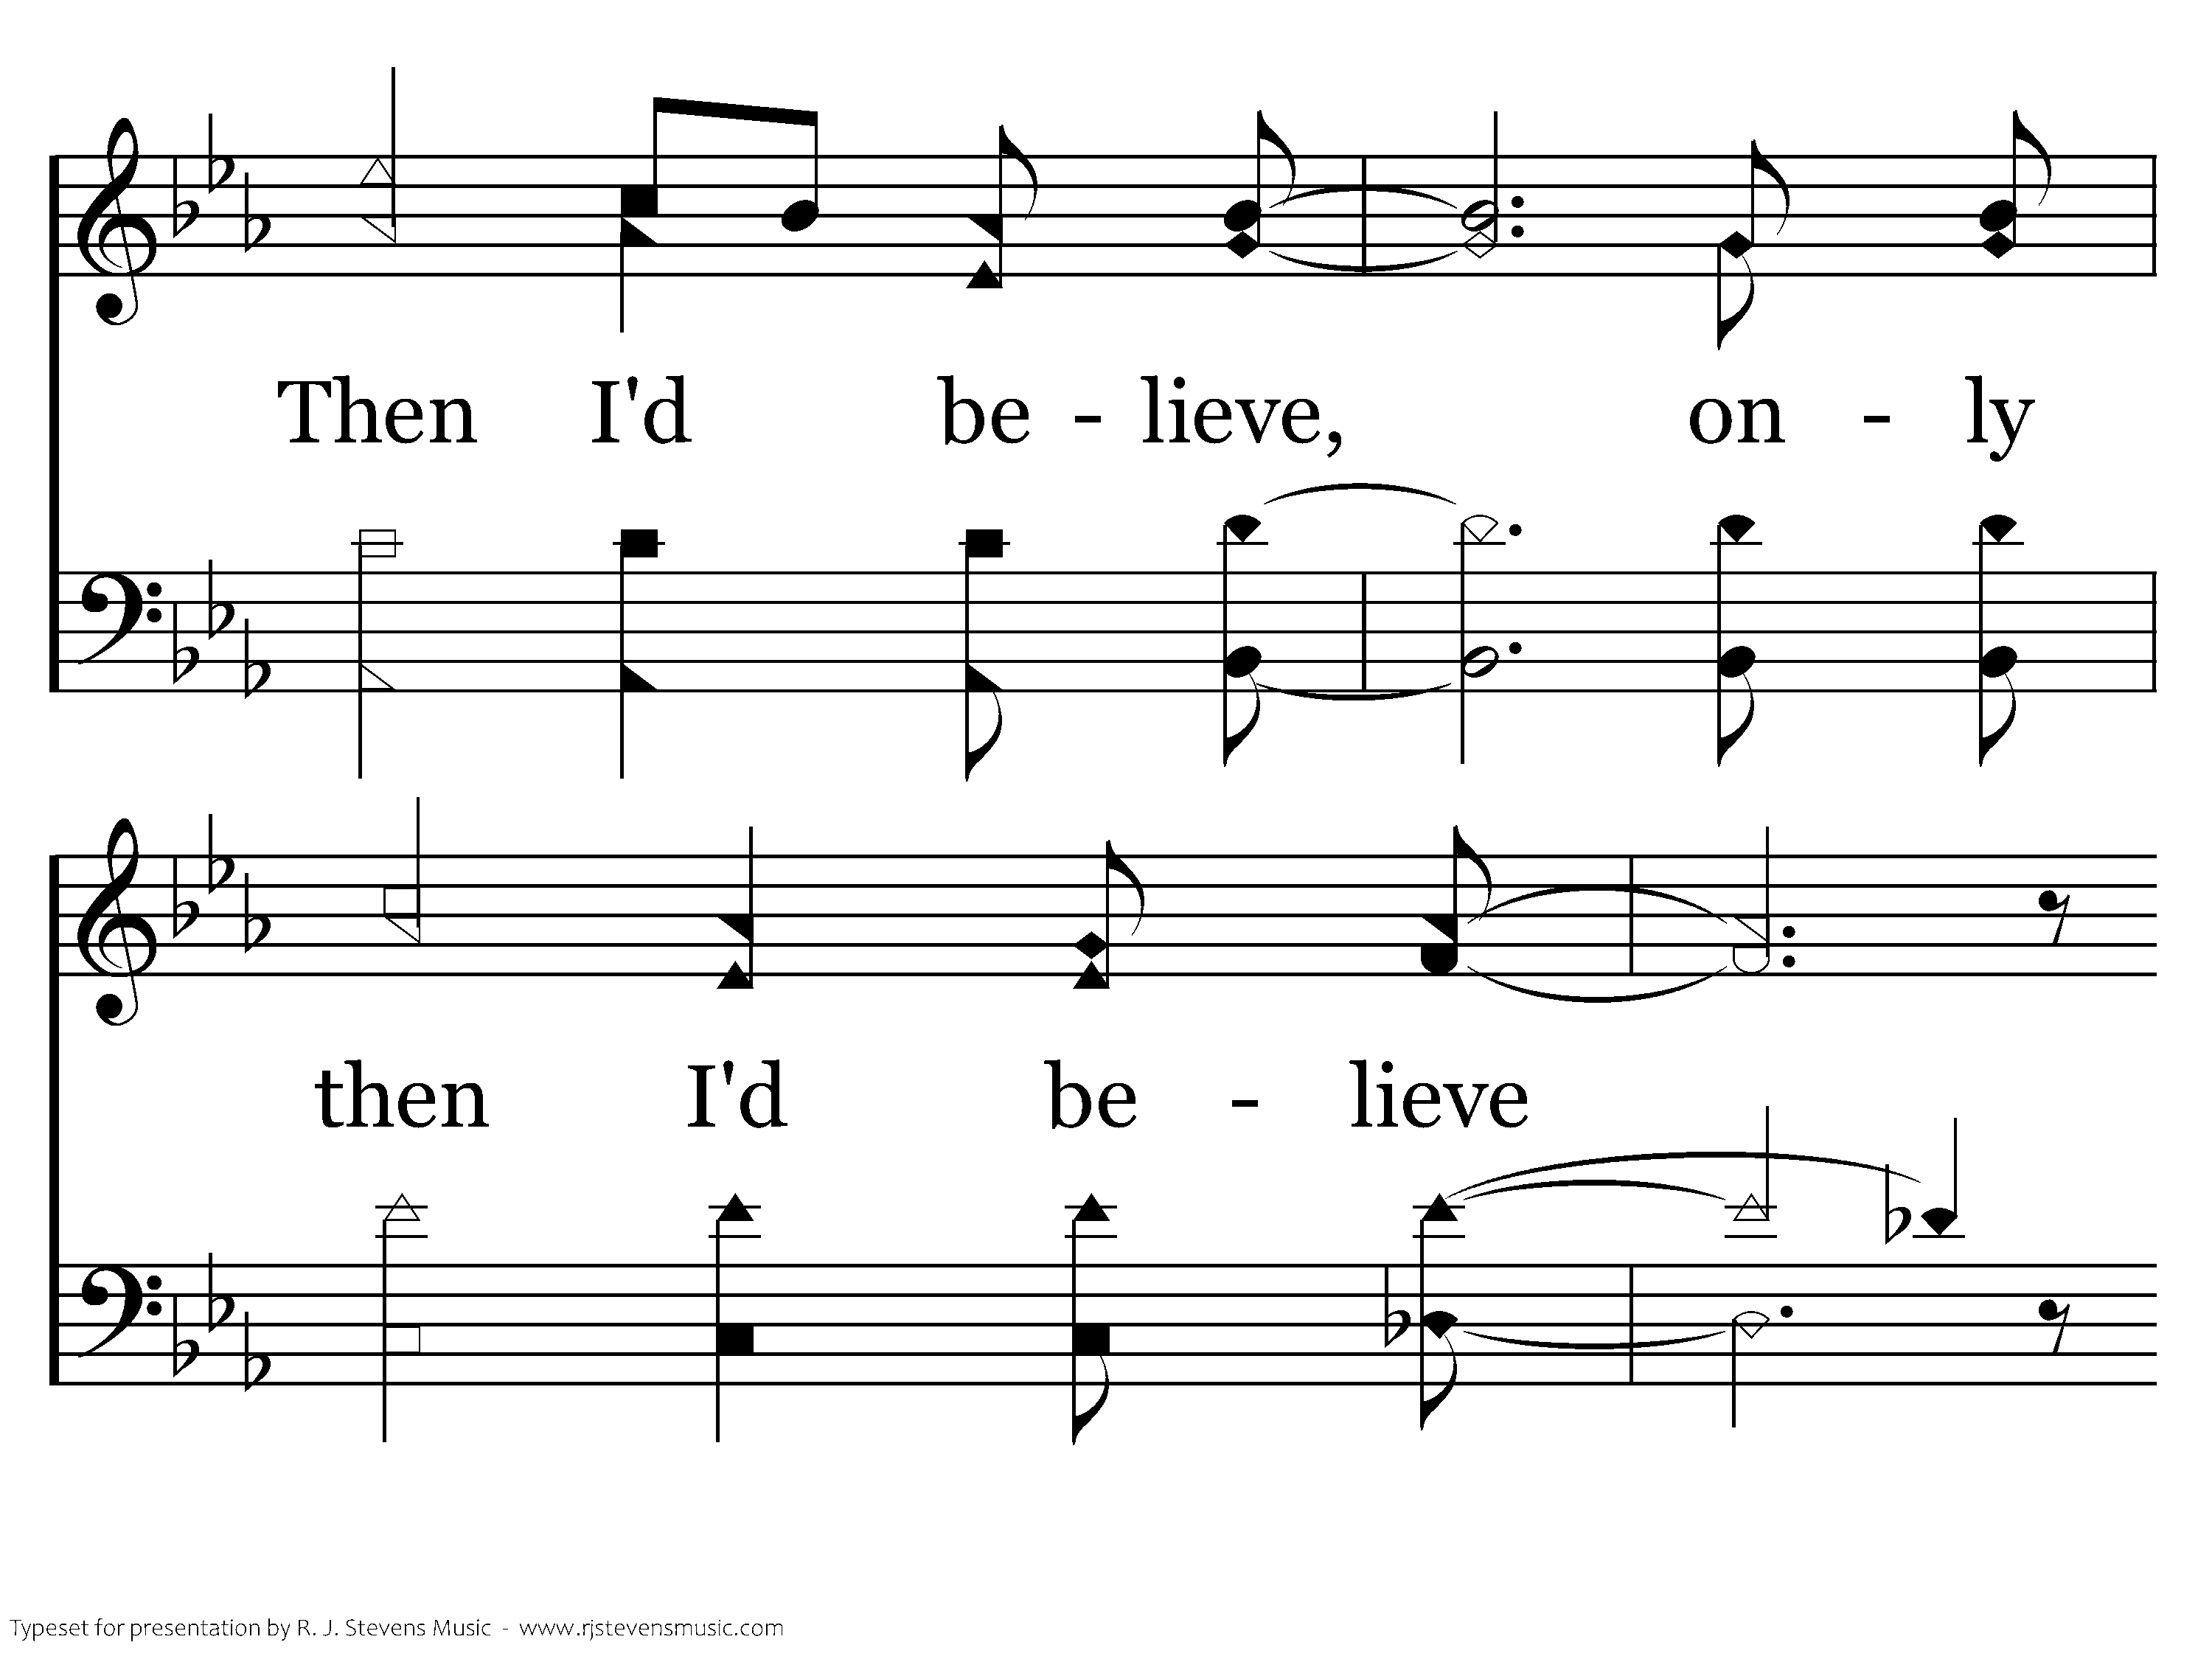 Then I'd be - lieve, on - ly
then I'd be - lieve
Typeset for presentation by R. J. Stevens Music - www.rjstevensmusic.com